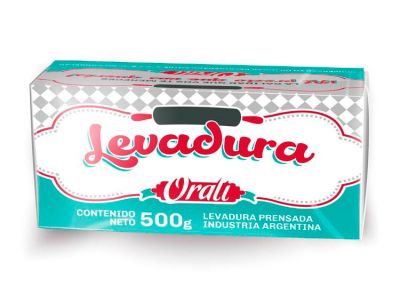 Levadura
Orali
CONTENIDO
NETO 500g
LEVADURA PRENSADA
INDUSTRIA ARGENTINA